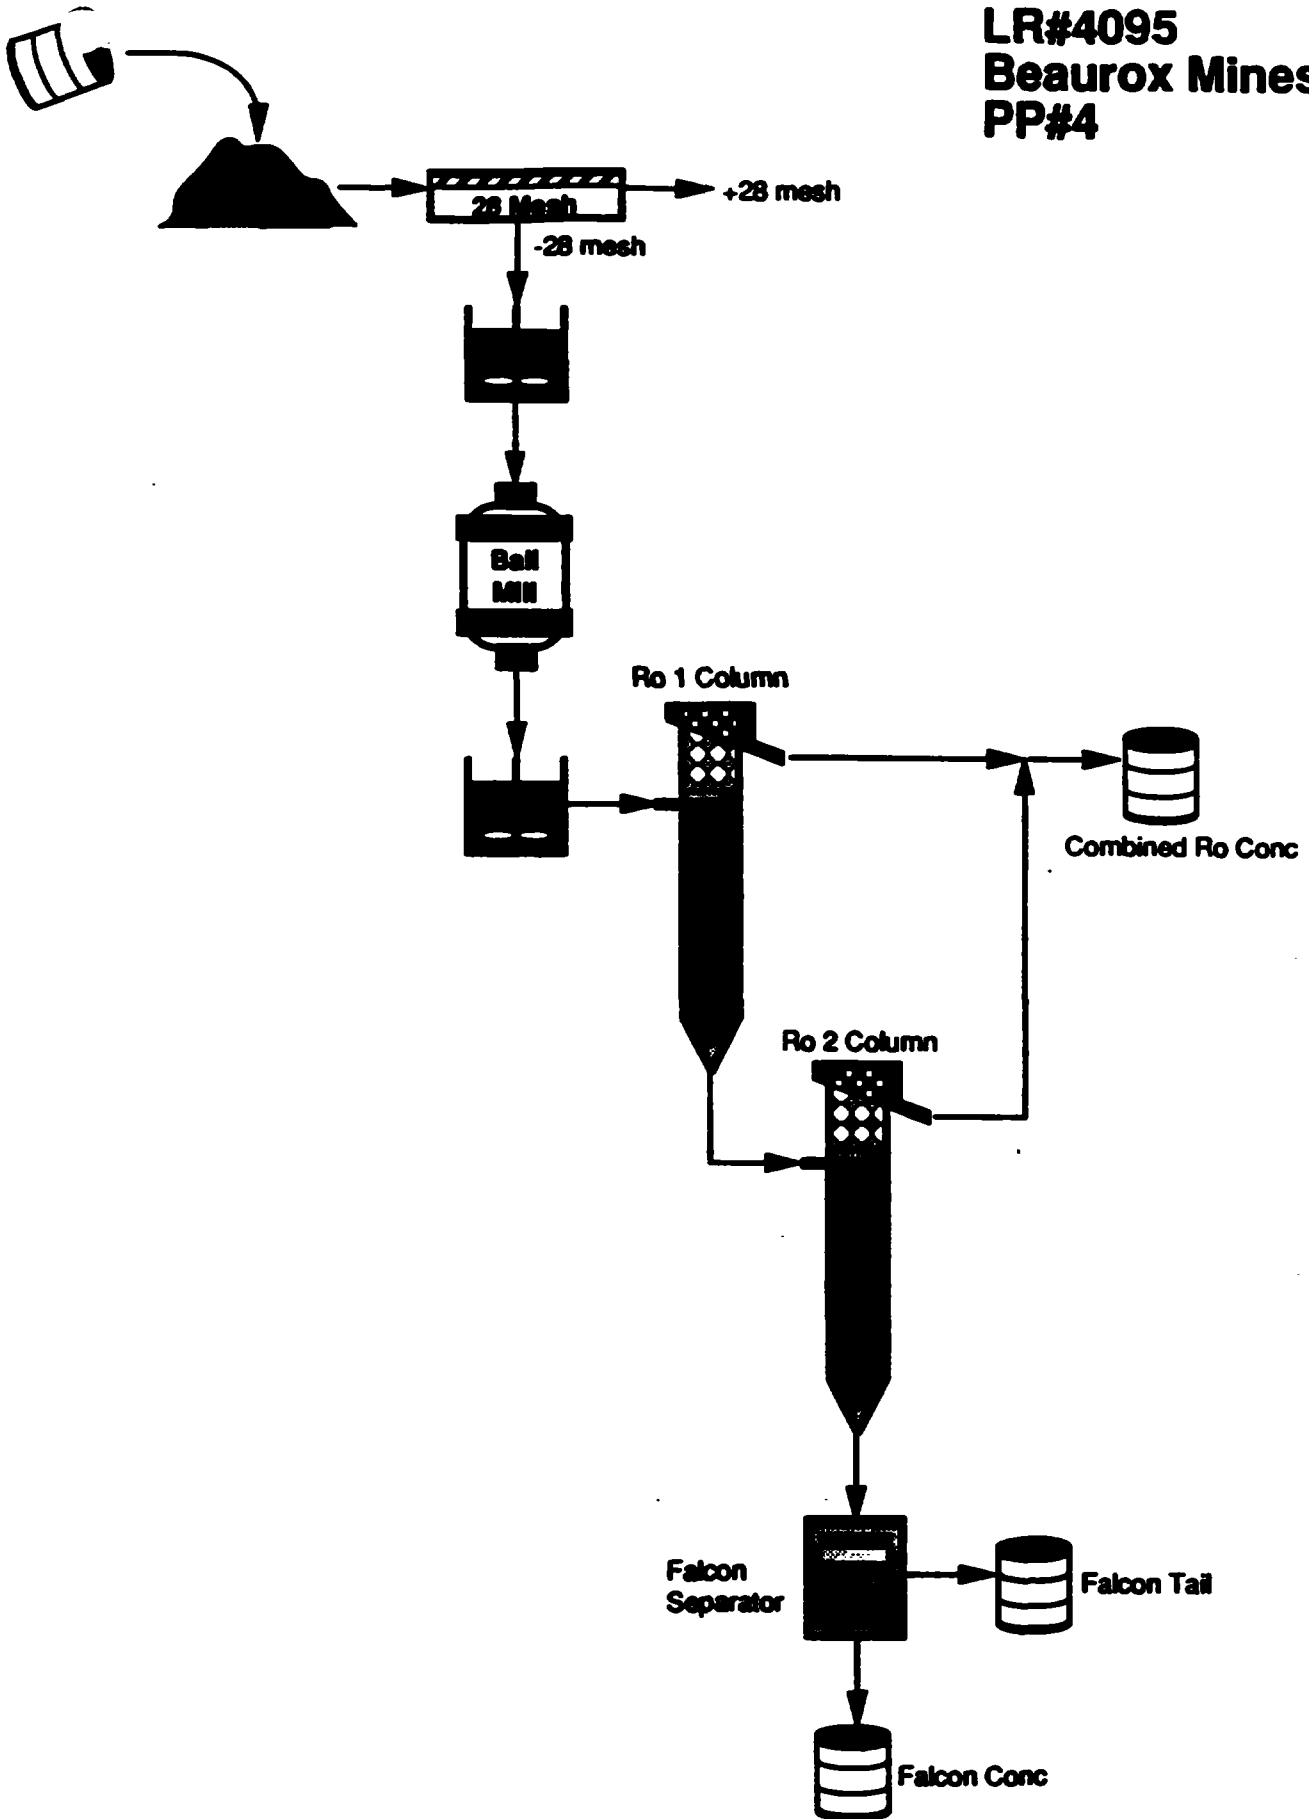 LR#4095
Beaurox Mines
PP#4
28 Mesh
+28 mesh
-28 mesh
Ball
Mill
Ro 1 Column
Combined Ro Conc
Ro 2 Column
Falcon
Separator
Falcon Tail
Falcon Conc